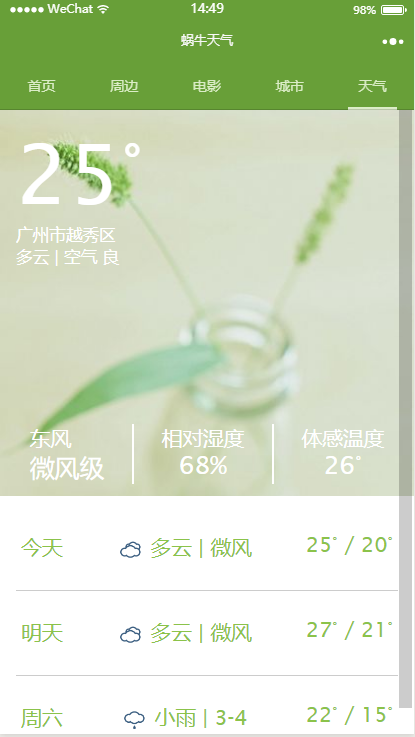 ●●●●● WeChat 14:49 98%
蜗牛天气
首页 周边 电影 城市 天气
25°
广州市越秀区
多云 | 空气 良
东风 相对湿度 体感温度
微风级 68% 26°
今天 多云 | 微风 25° / 20°
明天 多云 | 微风 27° / 21°
周六 小雨 | 3-4 22° / 15°